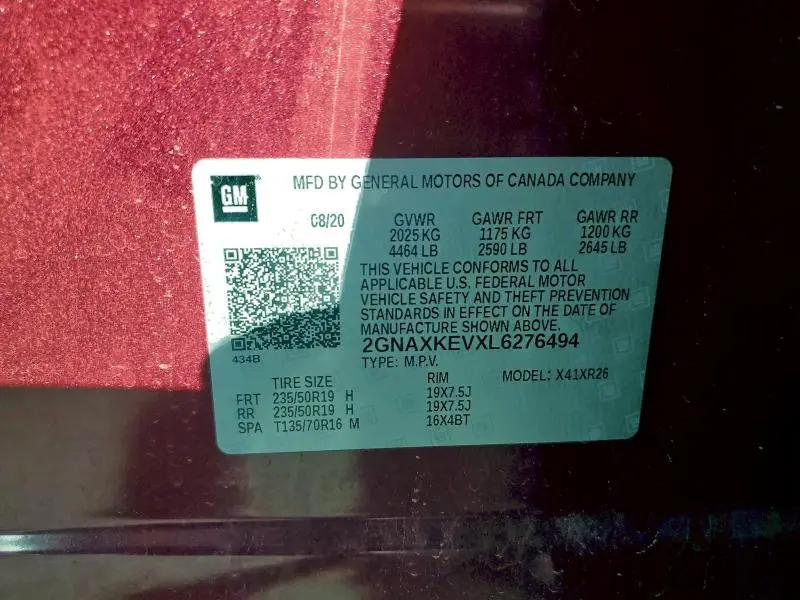 GM
MFD BY GENERAL MOTORS OF CANADA COMPANY
08/20 GVWR GAWR FRT GAWR RR
2025 KG 1175 KG 1200 KG
4464 LB 2590 LB 2645 LB
THIS VEHICLE CONFORMS TO ALL
APPLICABLE U.S. FEDERAL MOTOR
VEHICLE SAFETY AND THEFT PREVENTION
STANDARDS IN EFFECT ON THE DATE OF
MANUFACTURE SHOWN ABOVE.
434B
2GNAXKEVXL6276494
TYPE: M.P.V.
TIRE SIZE RIM MODEL: X41XR26
FRT 235/50R19 H 19X7.5J
RR 235/50R19 H 19X7.5J
SPA T135/70R16 M 16X4BT